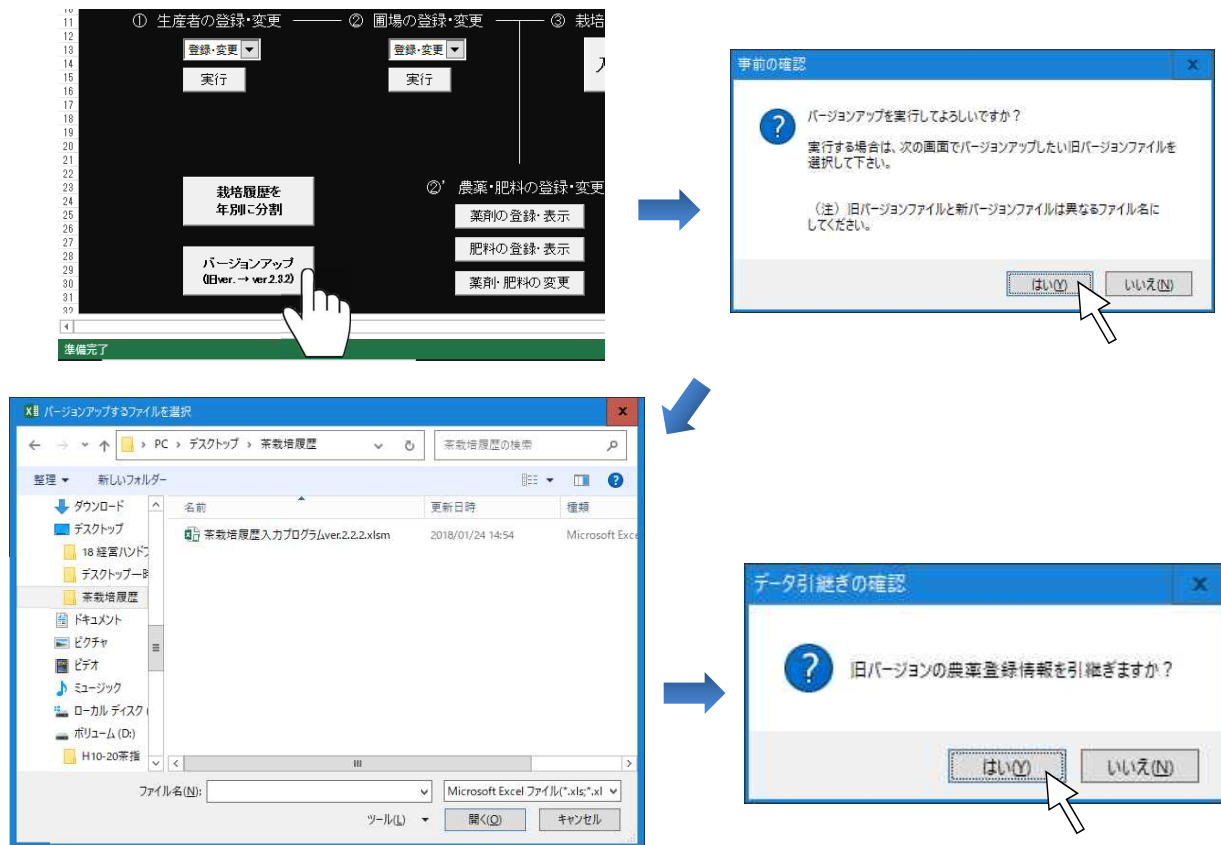 10
11
12
13
14
15
16
17
18
19
20
21
22
23
24
25
26
27
28
29
30
31
32
① 生産者の登録・変更
② 圃場の登録・変更
③ 栽培
登録・変更
登録・変更
実行
実行
栽培履歴を
年別に分割
②’ 農薬・肥料の登録・変更
薬剤の登録・表示
肥料の登録・表示
薬剤・肥料の変更
バージョンアップ
(旧ver.→ver.2.3.2)
準備完了
事前の確認
バージョンアップを実行してよろしいですか?
実行する場合は、次の画面でバージョンアップしたい旧バージョンファイルを
選択して下さい。
(注)旧バージョンファイルと新バージョンファイルは異なるファイル名に
してください。
はい(Y)
いいえ(N)
バージョンアップするファイルを選択
PC › デスクトップ › 茶栽培履歴
茶栽培履歴の検索
整理
新しいフォルダー
ダウンロード
デスクトップ
18 経営ハンドブ
デスクトップ一時
茶栽培履歴
ドキュメント
ピクチャ
ビデオ
ミュージック
ローカル ディスク (
ボリューム (D:)
H10-20茶指
名前
更新日時
種類
茶栽培履歴入力プログラムver.2.2.2.xlsm
2018/01/24 14:54
Microsoft Exce
ファイル名(N):
Microsoft Excel ファイル(*.xls;*.xl
ツール(L)
開く(O)
キャンセル
データ引継ぎの確認
旧バージョンの農薬登録情報を引継ぎますか?
はい(Y)
いいえ(N)